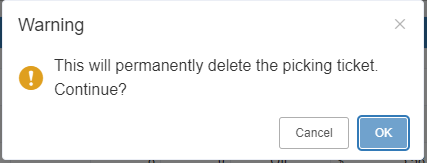 Warning
This will permanently delete the picking ticket.
Continue?
Cancel
OK